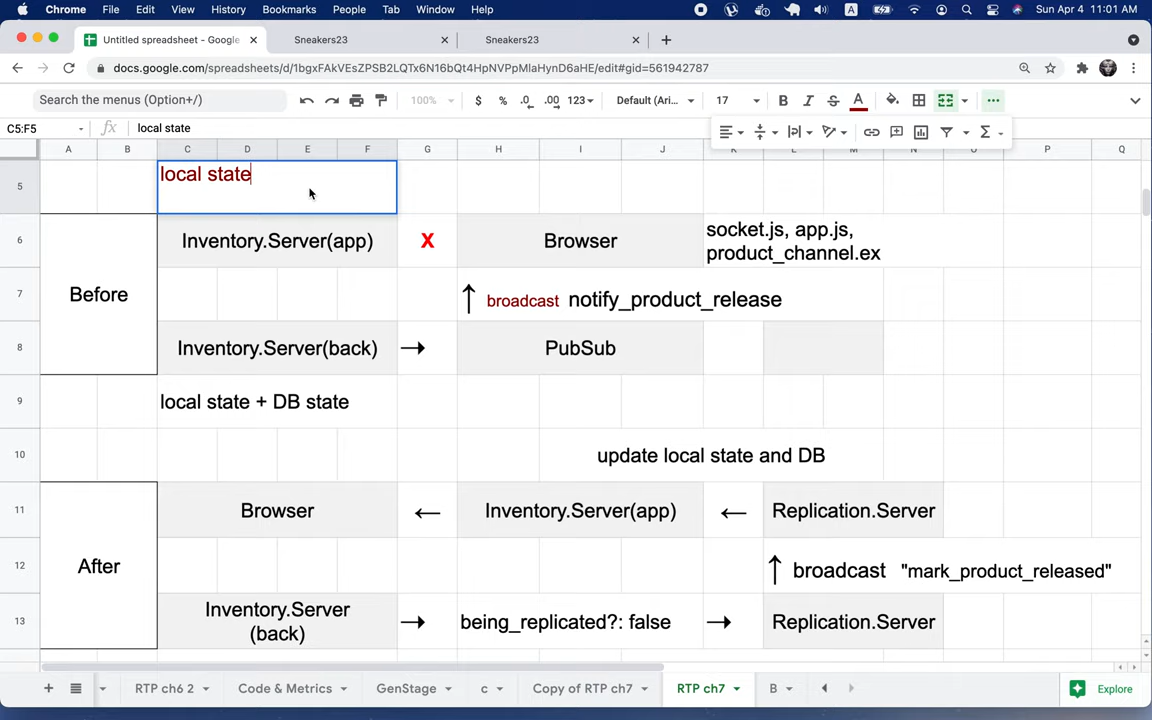 Chrome File Edit View History Bookmarks People Tab Window Help A Sun Apr 4 11:01 AM
Untitled spreadsheet - Google Sneakers23 Sneakers23
docs.google.com/spreadsheets/d/1bgxFAkVEsZPSB2LQTx6N16bQt4HpNVPpMlaHynD6aHE/edit#gid=561942787
Search the menus (Option+/) 100% $ % .0 .00 123 Default (Ari... 17 B I S A
C5:F5 fx local state
A B C D E F G H I J K L M N O P Q
5 local state
6 Inventory.Server(app) X Browser socket.js, app.js,
product_channel.ex
Before
7 ↑ broadcast notify_product_release
8 Inventory.Server(back) → PubSub
9 local state + DB state
10 update local state and DB
11 Browser ← Inventory.Server(app) ← Replication.Server
After
12 ↑ broadcast "mark_product_released"
13 Inventory.Server
(back) → being_replicated?: false → Replication.Server
RTP ch6 2 Code & Metrics GenStage c Copy of RTP ch7 RTP ch7 B Explore